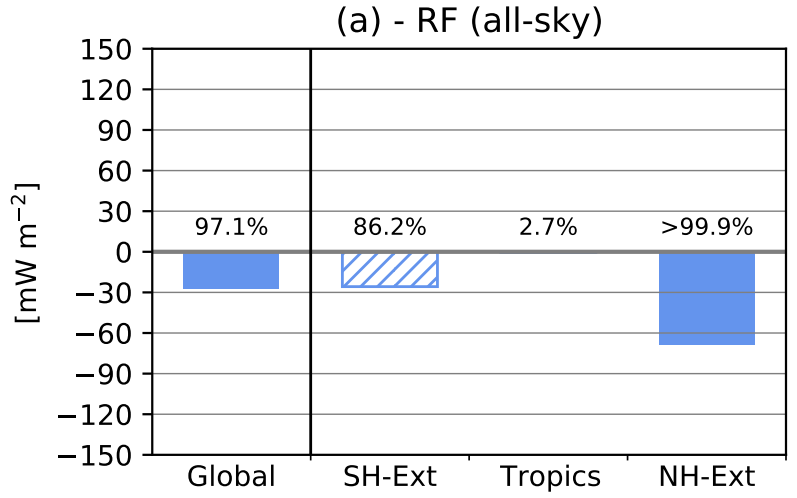 (a) - RF (all-sky)
[mW m⁻²]
150
120
90
60
30
0
−30
−60
−90
−120
−150
97.1% 86.2% 2.7% >99.9%
Global SH-Ext Tropics NH-Ext